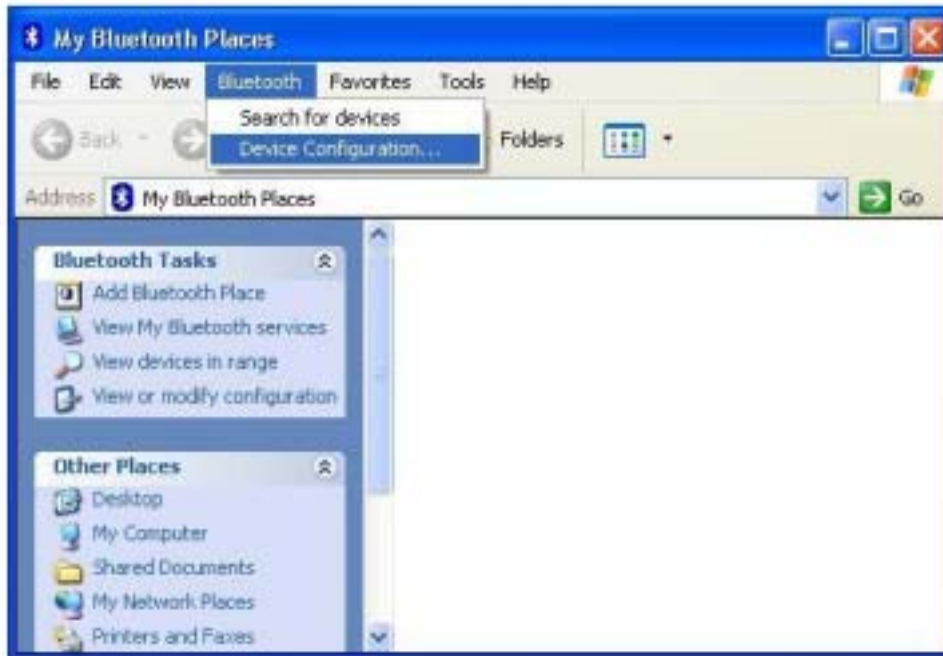 My Bluetooth Places
File Edit View Bluetooth Favorites Tools Help
Search for devices
Device Configuration...
Back Folders
Address My Bluetooth Places Go
Bluetooth Tasks
Add Bluetooth Place
View My Bluetooth services
View devices in range
View or modify configuration
Other Places
Desktop
My Computer
Shared Documents
My Network Places
Printers and Faxes